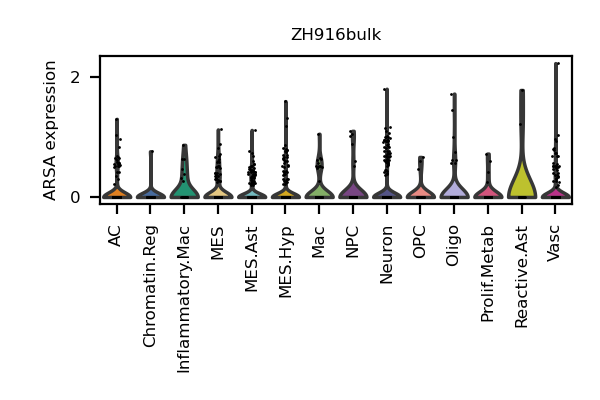 ZH916bulk
ARSA expression
2
0
AC
Chromatin.Reg
Inflammatory.Mac
MES
MES.Ast
MES.Hyp
Mac
NPC
Neuron
OPC
Oligo
Prolif.Metab
Reactive.Ast
Vasc